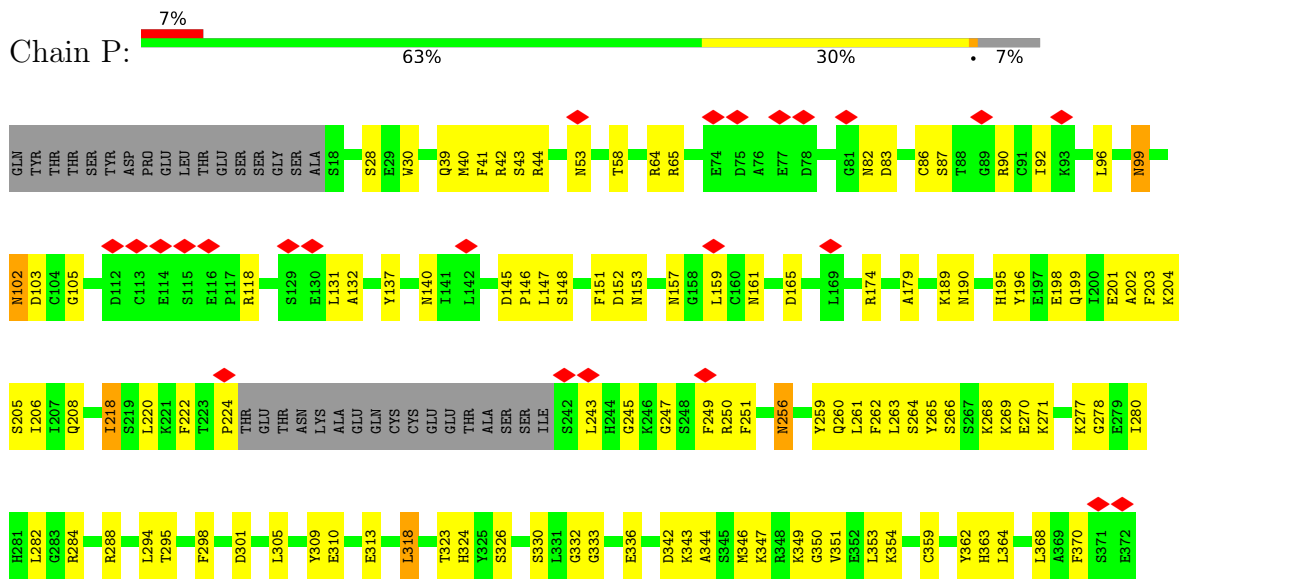 7%
Chain P:
63% 30% • 7%
GLN TYR THR THR SER TYR ASP PRO GLU LEU THR GLU SER SER GLY SER ALA S18 S28 E29 W30 Q39 M40 F41 R42 S43 R44 N53 T58 R64 R65 E74 D75 A76 E77 D78 G81 N82 D83 C86 S87 T88 G89 R90 C91 I92 K93 L96 N99
N102 D103 C104 G105 D112 C113 E114 S115 E116 P117 R118 S129 E130 L131 A132 Y137 N140 I141 L142 D145 P146 L147 S148 F151 D152 N153 N157 G158 L159 C160 N161 D165 L169 R174 A179 K189 N190 H195 Y196 E197 E198 Q199 I200 E201 A202 F203 K204
S205 I206 I207 Q208 I218 S219 L220 K221 F222 T223 P224 THR GLU THR ASN LYS ALA GLU GLN CYS CYS GLU GLU THR ALA SER SER ILE S242 L243 H244 G245 K246 G247 S248 F249 R250 F251 N256 Y259 Q260 L261 F262 L263 S264 Y265 S266 S267 K268 K269 E270 K271 K277 G278 E279 I280
H281 L282 G283 R284 R288 L294 T295 F298 D301 L305 Y309 E310 E313 L318 T323 H324 Y325 S326 S330 L331 G332 G333 E336 D342 K343 A344 S345 M346 K347 R348 K349 G350 V351 E352 L353 K354 C359 Y362 H363 L364 L368 A369 F370 S371 E372